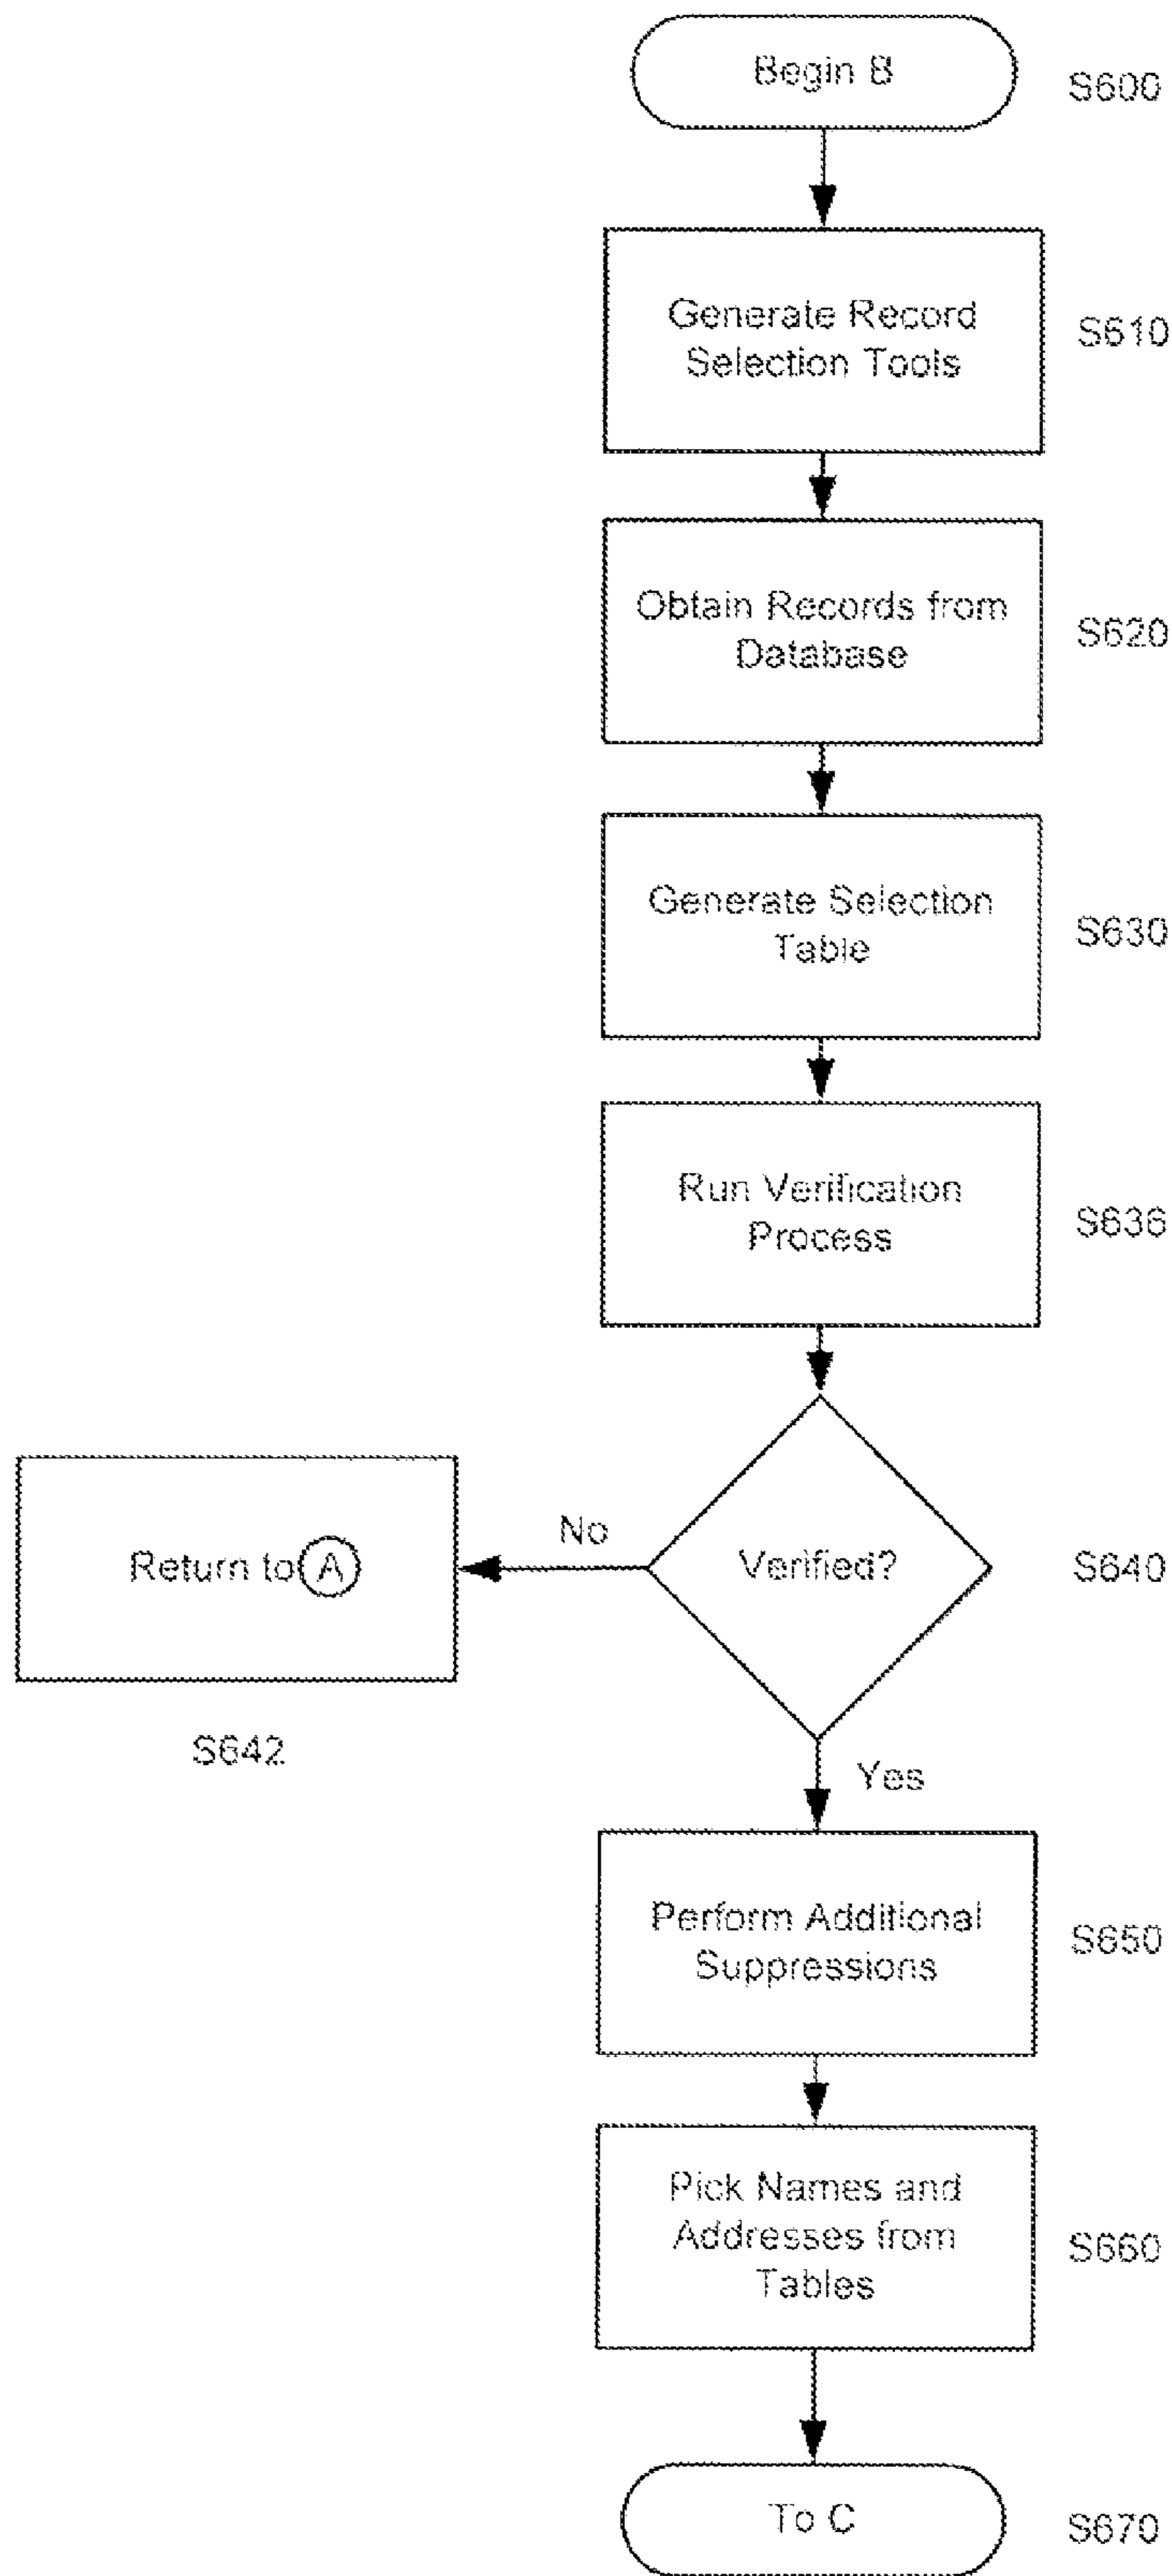 Begin B
S600
Generate Record
Selection Tools
S610
Obtain Records from
Database
S620
Generate Selection
Table
S630
Run Verification
Process
S636
Verified?
S640
No
Return to A
S642
Yes
Perform Additional
Suppressions
S650
Pick Names and
Addresses from
Tables
S660
To C
S670